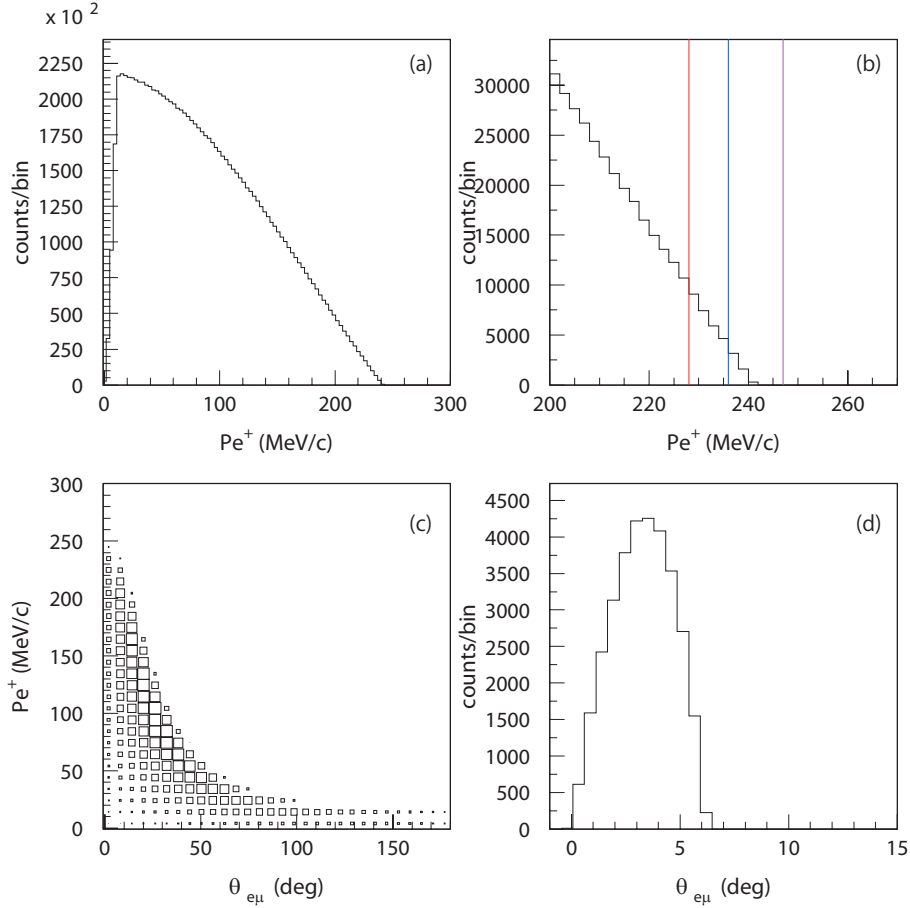 x 10 2
2250
2000
1750
1500
1250
1000
750
500
250
0
counts/bin
(a)
0 100 200 300
Pe+ (MeV/c)
30000
25000
20000
15000
10000
5000
0
counts/bin
(b)
200 220 240 260
Pe+ (MeV/c)
300
250
200
150
100
50
0
Pe+ (MeV/c)
(c)
0 50 100 150
θ eμ (deg)
4500
4000
3500
3000
2500
2000
1500
1000
500
0
counts/bin
(d)
0 5 10 15
θ eμ (deg)